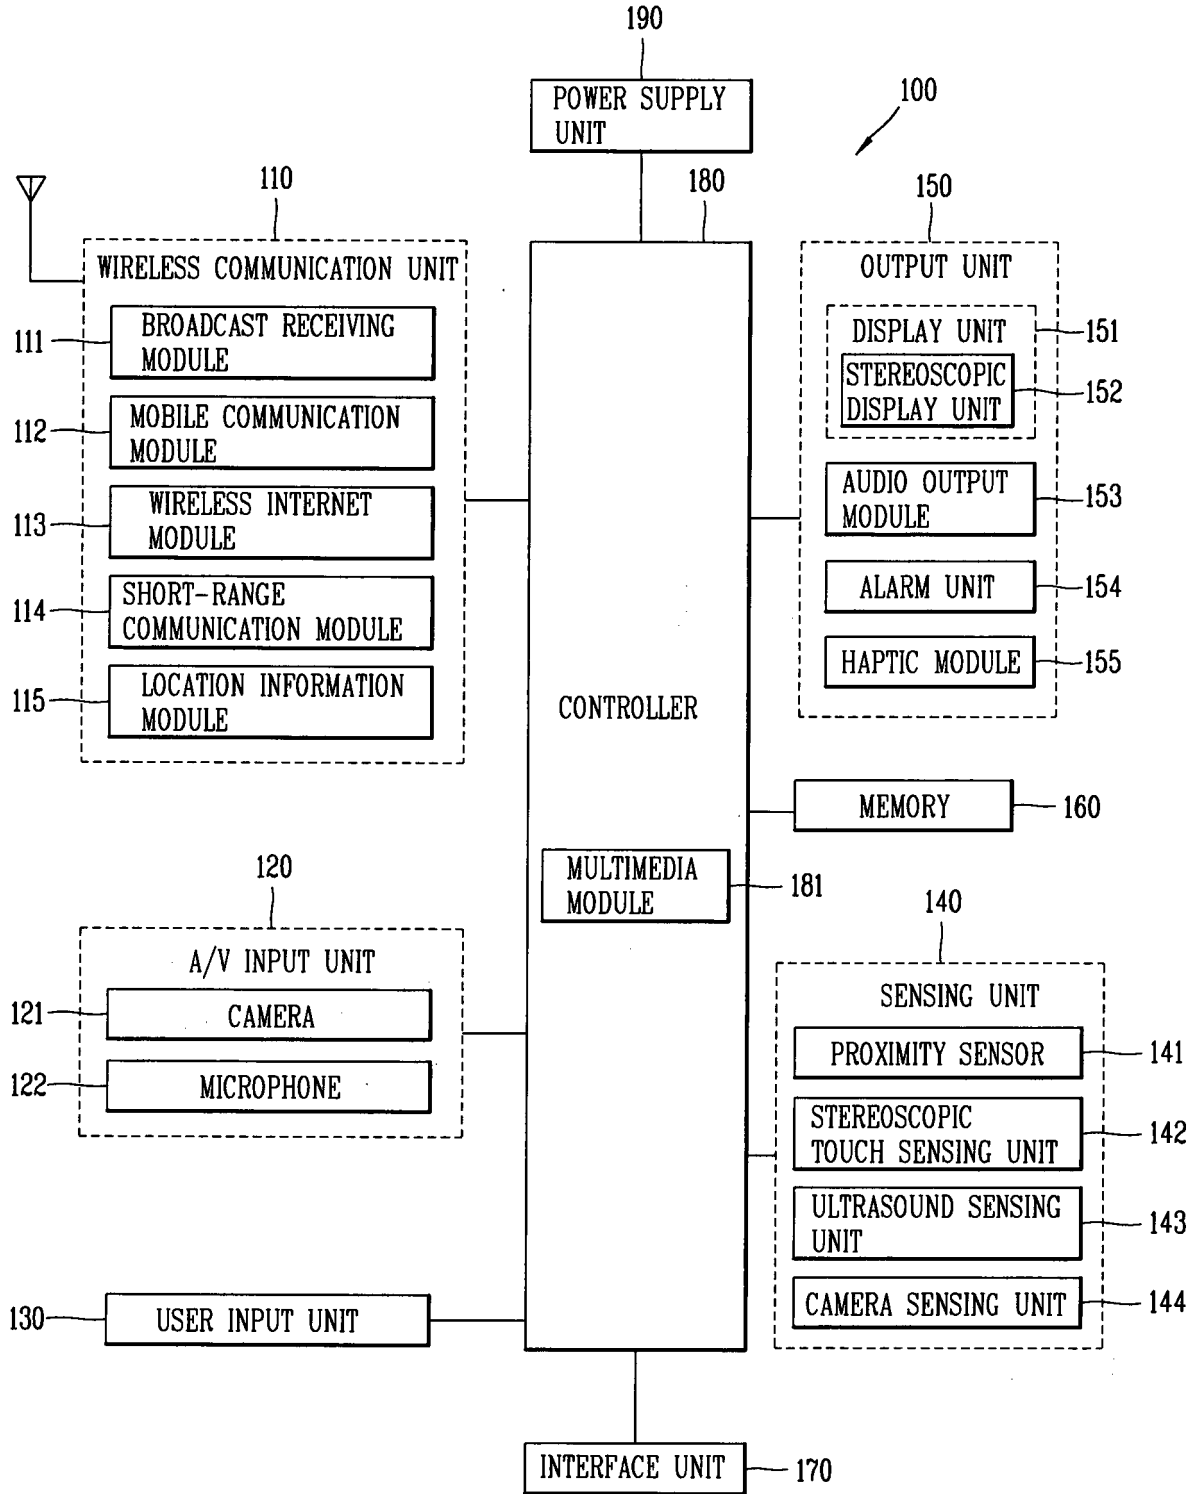 190
POWER SUPPLY
UNIT
100
110
180
150
WIRELESS COMMUNICATION UNIT
111
BROADCAST RECEIVING
MODULE
112
MOBILE COMMUNICATION
MODULE
113
WIRELESS INTERNET
MODULE
114
SHORT-RANGE
COMMUNICATION MODULE
115
LOCATION INFORMATION
MODULE
CONTROLLER
MULTIMEDIA
MODULE
181
OUTPUT UNIT
DISPLAY UNIT
151
STEREOSCOPIC
DISPLAY UNIT
152
AUDIO OUTPUT
MODULE
153
ALARM UNIT
154
HAPTIC MODULE
155
MEMORY
160
120
A/V INPUT UNIT
121
CAMERA
122
MICROPHONE
140
SENSING UNIT
PROXIMITY SENSOR
141
STEREOSCOPIC
TOUCH SENSING UNIT
142
ULTRASOUND SENSING
UNIT
143
CAMERA SENSING UNIT
144
130
USER INPUT UNIT
INTERFACE UNIT
170